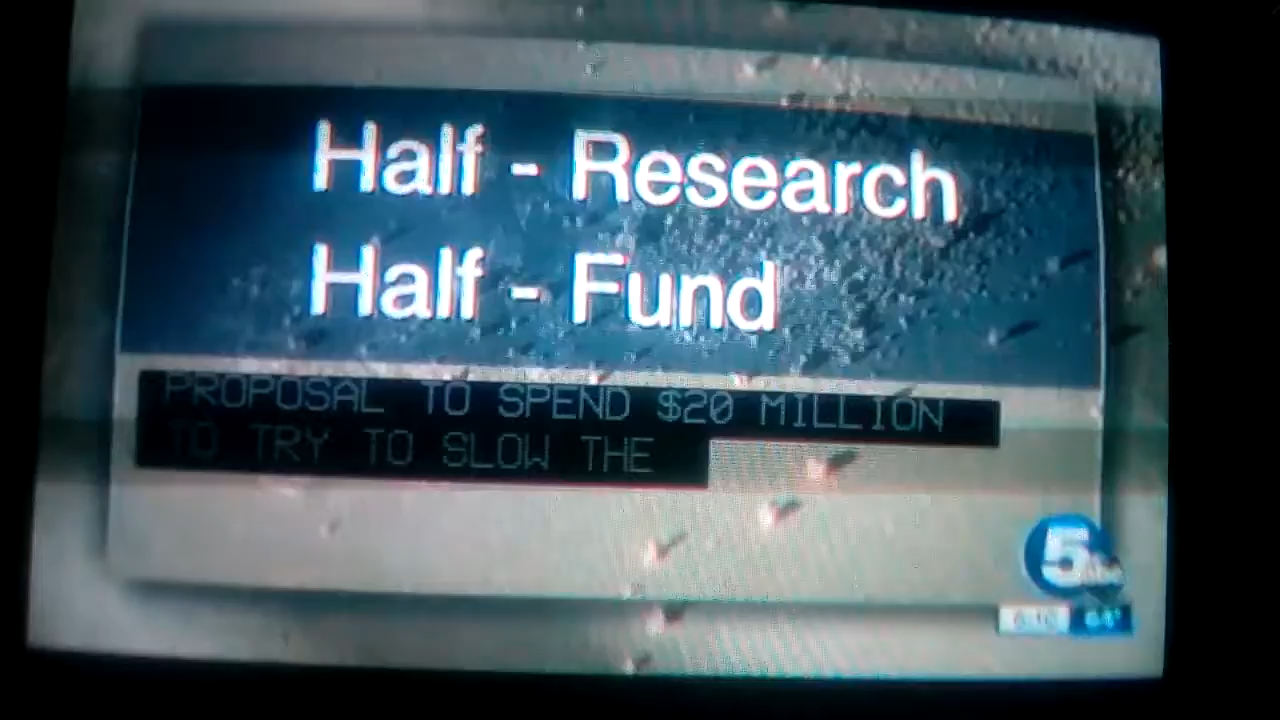 Half - Research
Half - Fund
PROPOSAL TO SPEND $20 MILLION
TO TRY TO SLOW THE
5